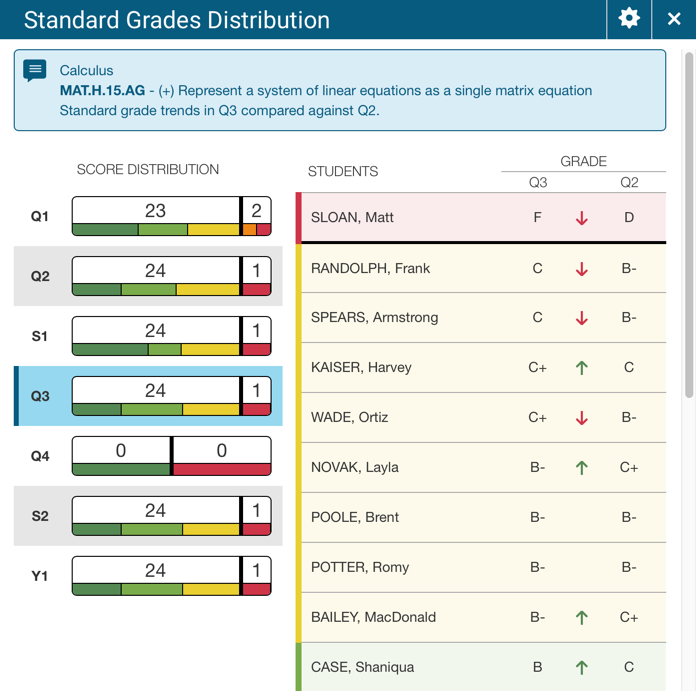 Standard Grades Distribution
Calculus
MAT.H.15.AG - (+) Represent a system of linear equations as a single matrix equation
Standard grade trends in Q3 compared against Q2.
SCORE DISTRIBUTION
Q1 23 2
Q2 24 1
S1 24 1
Q3 24 1
Q4 0 0
S2 24 1
Y1 24 1
STUDENTS GRADE
Q3 Q2
SLOAN, Matt F ↓ D
RANDOLPH, Frank C ↓ B-
SPEARS, Armstrong C ↓ B-
KAISER, Harvey C+ ↑ C
WADE, Ortiz C+ ↓ B-
NOVAK, Layla B- ↑ C+
POOLE, Brent B- B-
POTTER, Romy B- B-
BAILEY, MacDonald B- ↑ C+
CASE, Shaniqua B ↑ C